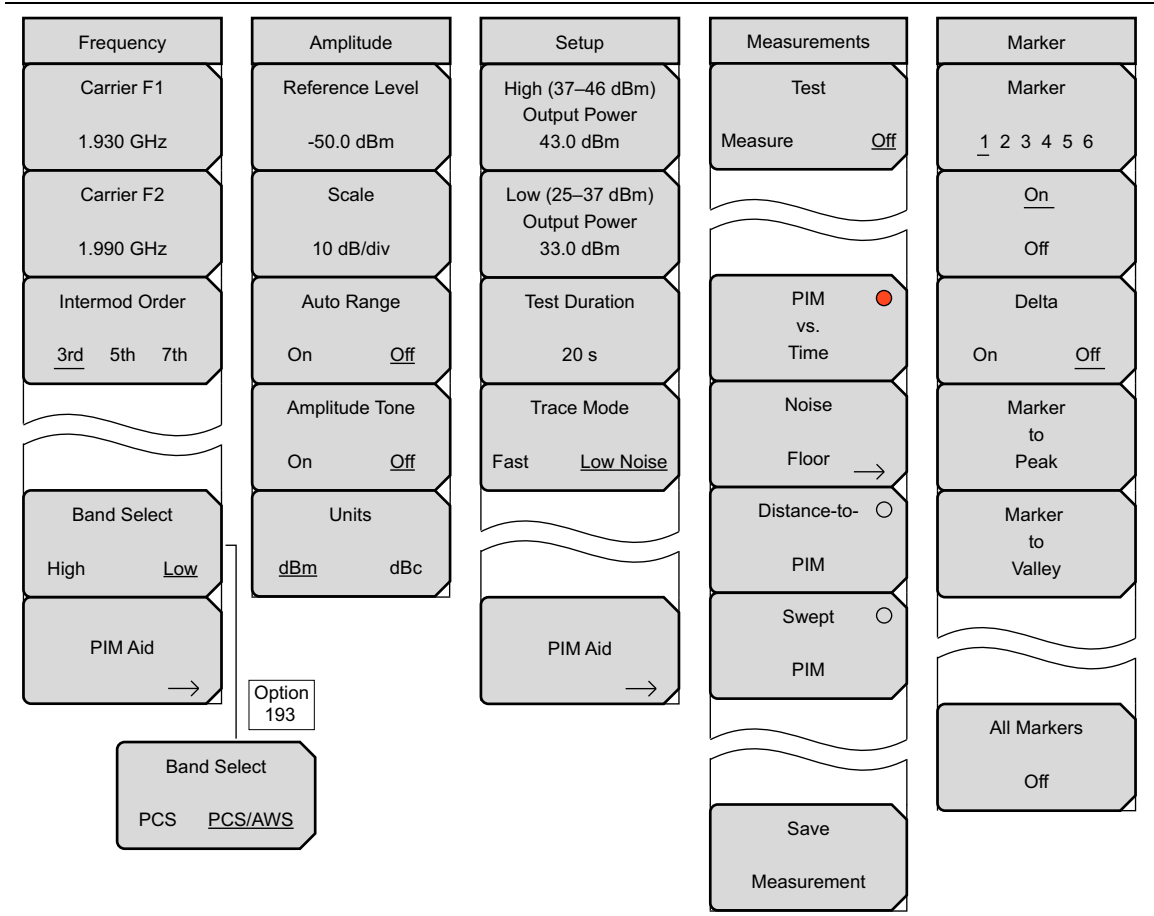 Frequency
Carrier F1
1.930 GHz
Carrier F2
1.990 GHz
Intermod Order
3rd 5th 7th
Band Select
High Low
PIM Aid
Option
193
Band Select
PCS PCS/AWS
Amplitude
Reference Level
-50.0 dBm
Scale
10 dB/div
Auto Range
On Off
Amplitude Tone
On Off
Units
dBm dBc
Setup
High (37–46 dBm)
Output Power
43.0 dBm
Low (25–37 dBm)
Output Power
33.0 dBm
Test Duration
20 s
Trace Mode
Fast Low Noise
PIM Aid
Measurements
Test
Measure Off
PIM
vs.
Time
Noise
Floor
Distance-to-
PIM
Swept
PIM
Save
Measurement
Marker
Marker
1 2 3 4 5 6
On
Off
Delta
On Off
Marker
to
Peak
Marker
to
Valley
All Markers
Off